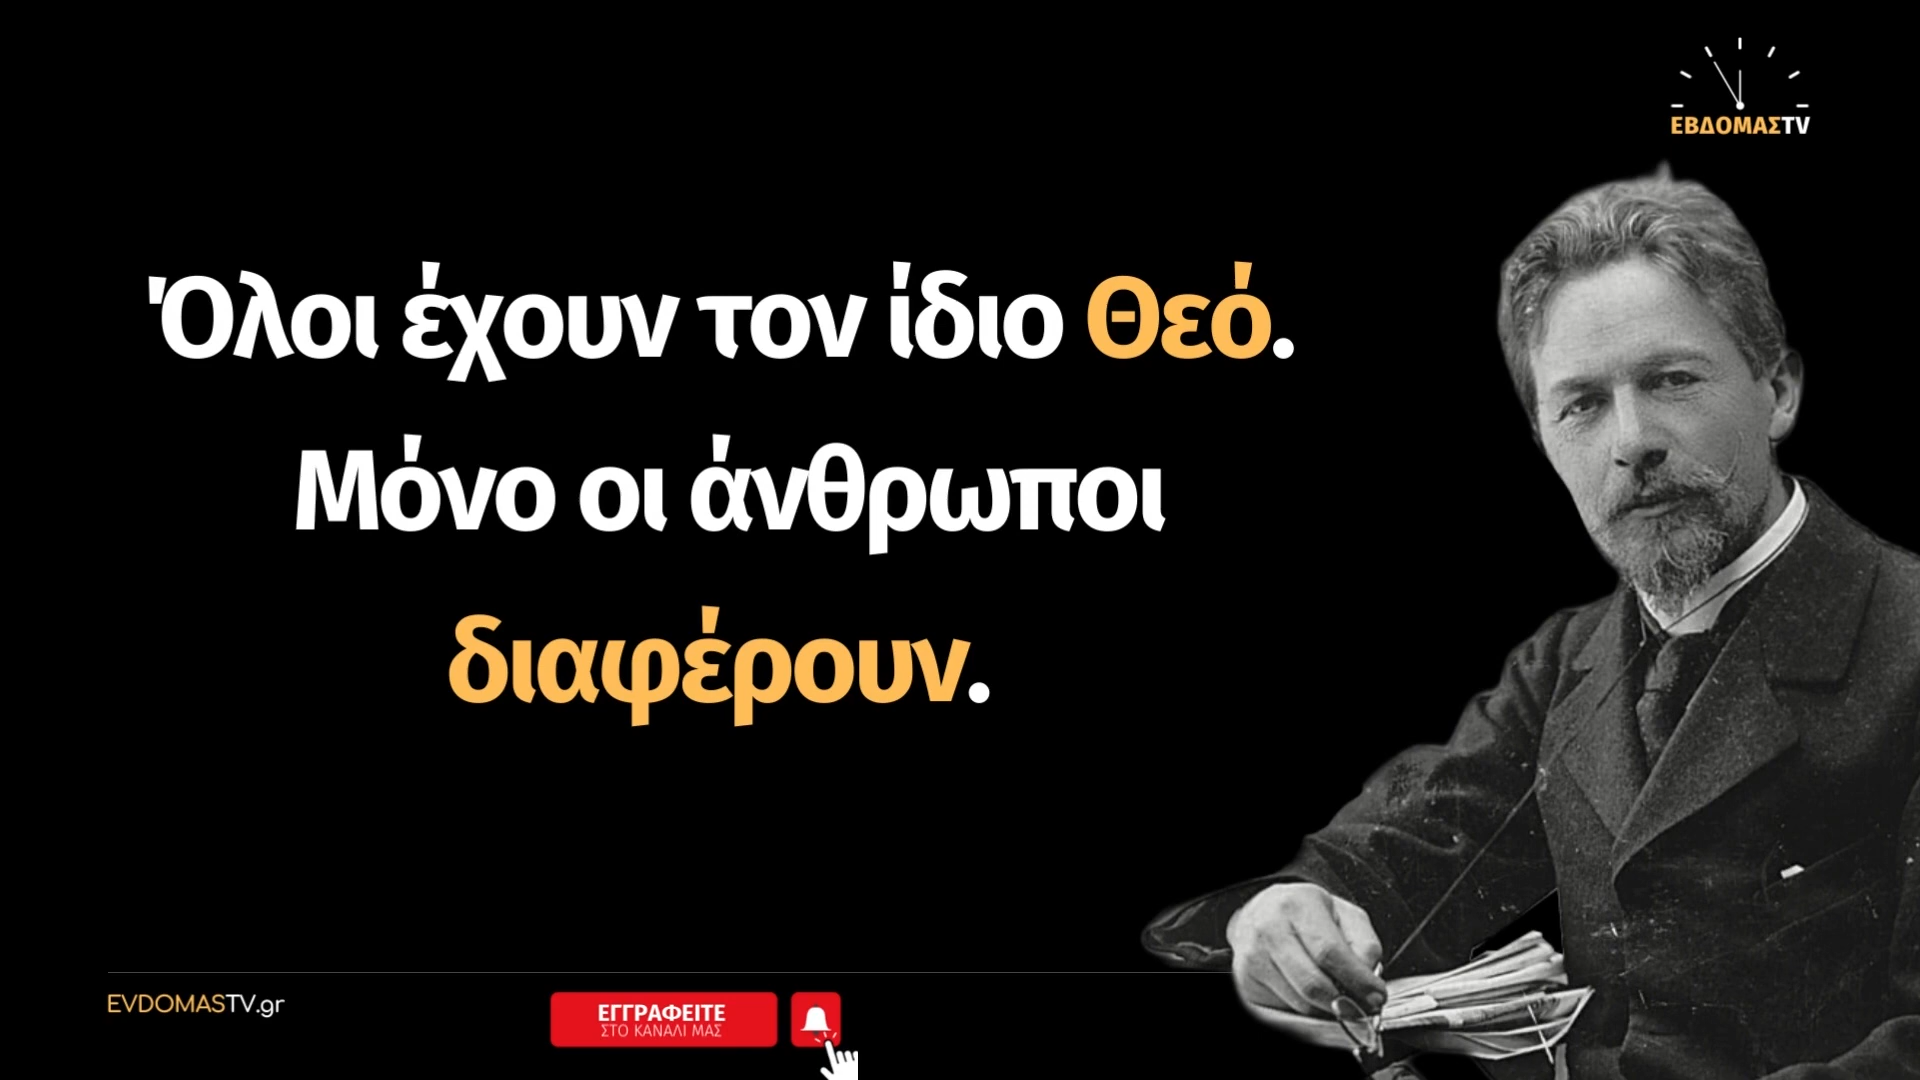 ΕΒΔΟΜΑΣTV
Όλοι έχουν τον ίδιο Θεό.
Μόνο οι άνθρωποι
διαφέρουν.
EVDOMASTV.gr
ΕΓΓΡΑΦΕΙΤΕ
ΣΤΟ ΚΑΝΑΛΙ ΜΑΣ